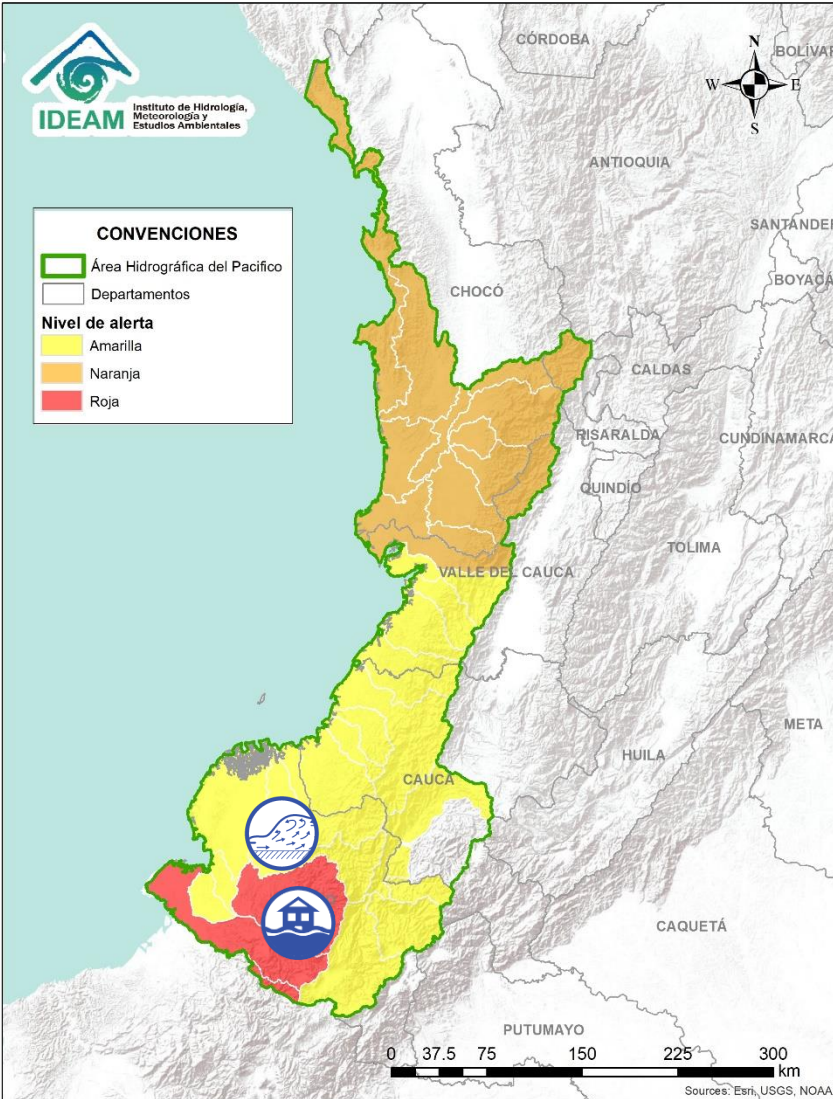 IDEAM
Instituto de Hidrología,
Meteorología y
Estudios Ambientales
CONVENCIONES
Área Hidrográfica del Pacifico
Departamentos
Nivel de alerta
Amarilla
Naranja
Roja
N
W
E
S
CÓRDOBA
BOLÍVAR
ANTIOQUIA
SANTANDER
BOYACÁ
CHOCÓ
CALDAS
RISARALDA
CUNDINAMARCA
QUINDÍO
TOLIMA
VALLE DEL CAUCA
META
HUILA
CAUCA
CAQUETÁ
PUTUMAYO
0 37.5 75 150 225 300
km
Sources: Esri, USGS, NOAA